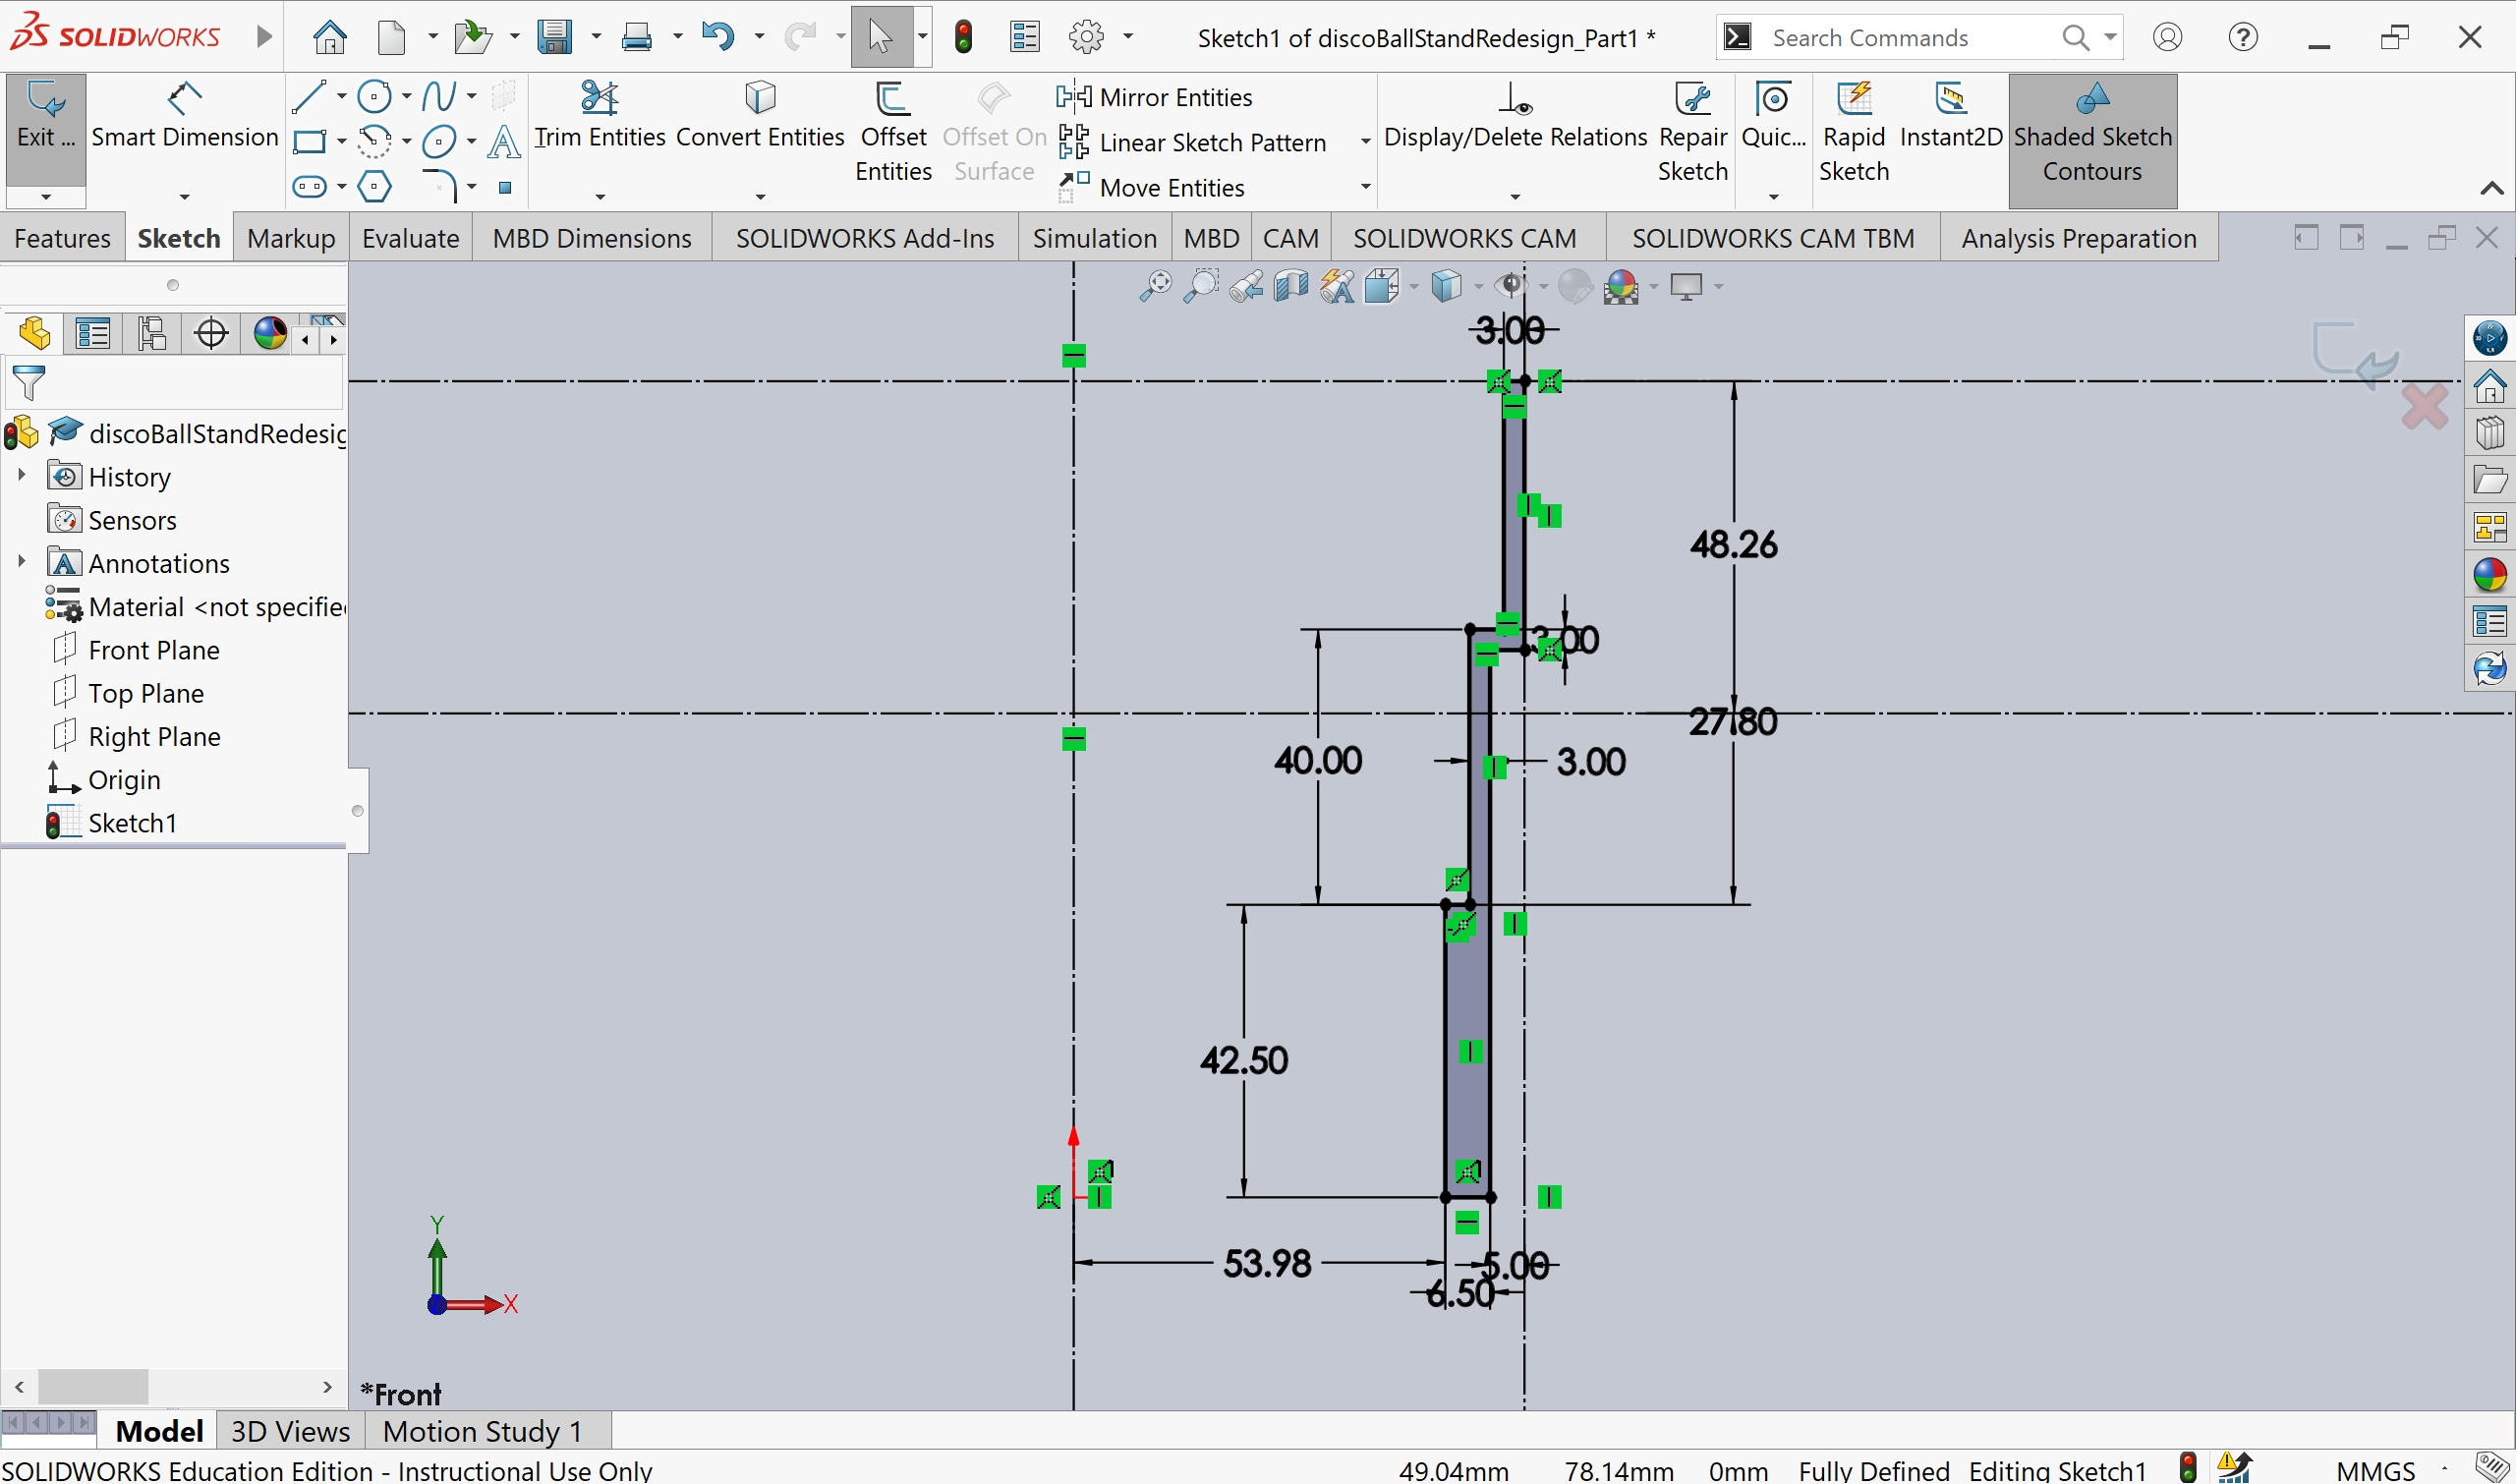 SOLIDWORKS
Sketch1 of discoBallStandRedesign_Part1 *
Search Commands
Exit ...
Smart Dimension
Trim Entities
Convert Entities
Offset
Entities
Offset On
Surface
Mirror Entities
Linear Sketch Pattern
Move Entities
Display/Delete Relations
Repair
Sketch
Quic...
Rapid
Sketch
Instant2D
Shaded Sketch
Contours
Features
Sketch
Markup
Evaluate
MBD Dimensions
SOLIDWORKS Add-Ins
Simulation
MBD
CAM
SOLIDWORKS CAM
SOLIDWORKS CAM TBM
Analysis Preparation
discoBallStandRedesig
History
Sensors
Annotations
Material <not specifie
Front Plane
Top Plane
Right Plane
Origin
Sketch1
3.00
48.26
3.00
27.80
40.00
3.00
42.50
53.98
5.00
6.50
Y
X
*Front
Model
3D Views
Motion Study 1
SOLIDWORKS Education Edition - Instructional Use Only
49.04mm
78.14mm
0mm
Fully Defined
Editing Sketch1
MMGS